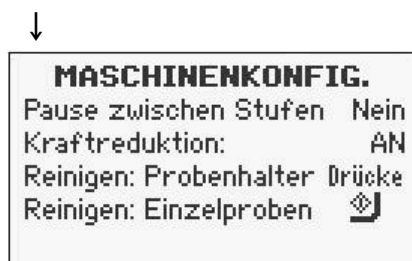 MASCHINENKONFIG.
Pause zwischen Stufen Nein
Kraftreduktion: AN
Reinigen: Probenhalter Drücke
Reinigen: Einzelproben